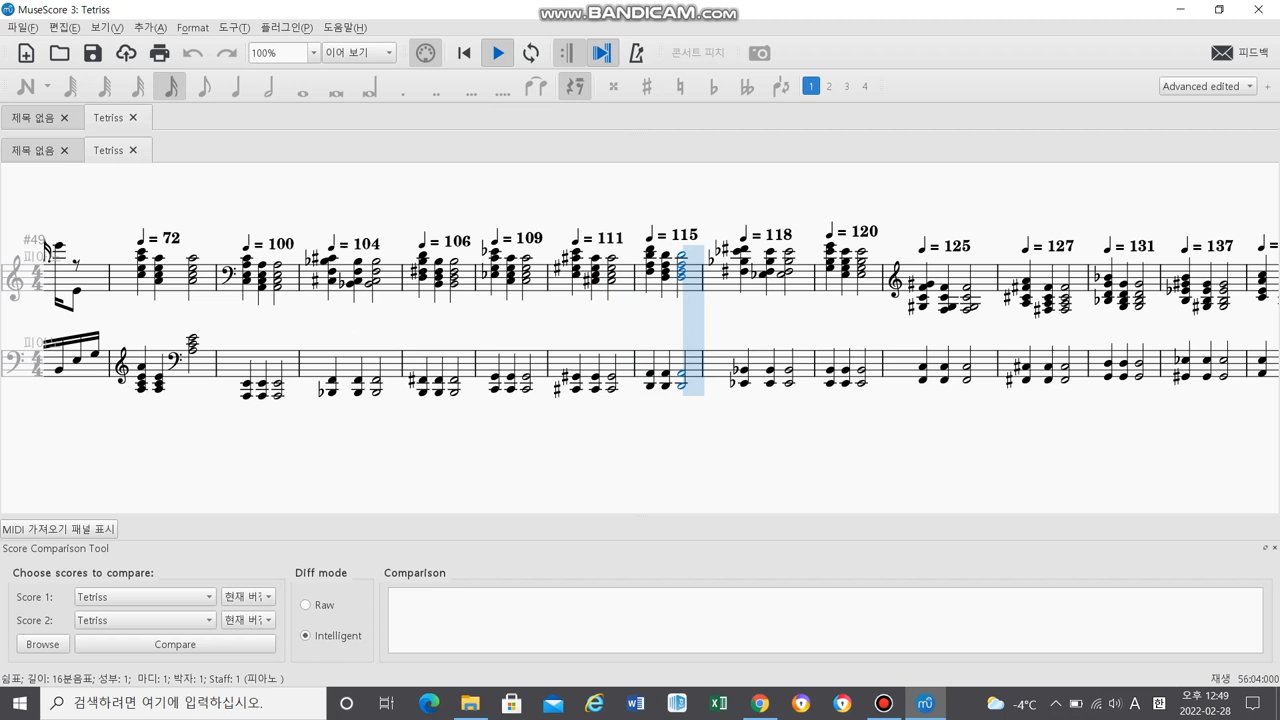 MuseScore 3: Tetriss
www.BANDICAM.com
파일(F) 편집(E) 보기(V) 추가(A) Format 도구(T) 플러그인(P) 도움말(H)
100% 이어 보기 콘서트 피치 피드백
1 2 3 4 Advanced edited +
제목 없음 Tetriss
제목 없음 Tetriss
#49
= 72 = 100 = 104 = 106 = 109 = 111 = 115 = 118 = 120 = 125 = 127 = 131 = 137 =
MIDI 가져오기 패널 표시
Score Comparison Tool
Choose scores to compare: Diff mode Comparison
Score 1: Tetriss
Raw
Score 2: Tetriss
Intelligent
Browse Compare
쉼표; 길이: 16분음표; 성부: 1; 마디: 1; 박자: 1; Staff: 1 (피아노 ) 재생 56:04:000
검색하려면 여기에 입력하십시오. -4°C A 한 오후 12:49
2022-02-28